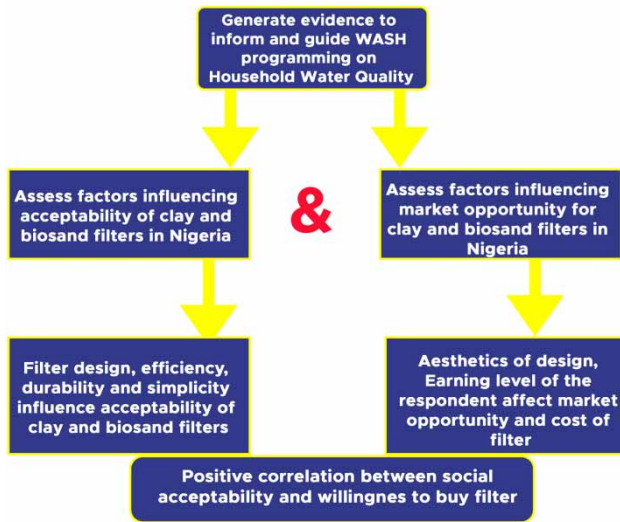 Generate evidence to
inform and guide WASH
programming on
Household Water Quality
Assess factors influencing
acceptability of clay and
biosand filters in Nigeria
&
Assess factors influencing
market opportunity for
clay and biosand filters in
Nigeria
Filter design, efficiency,
durability and simplicity
influence acceptability of
clay and biosand filters
Aesthetics of design,
Earning level of the
respondent affect market
opportunity and cost of
filter
Positive correlation between social
acceptability and willingnes to buy filter